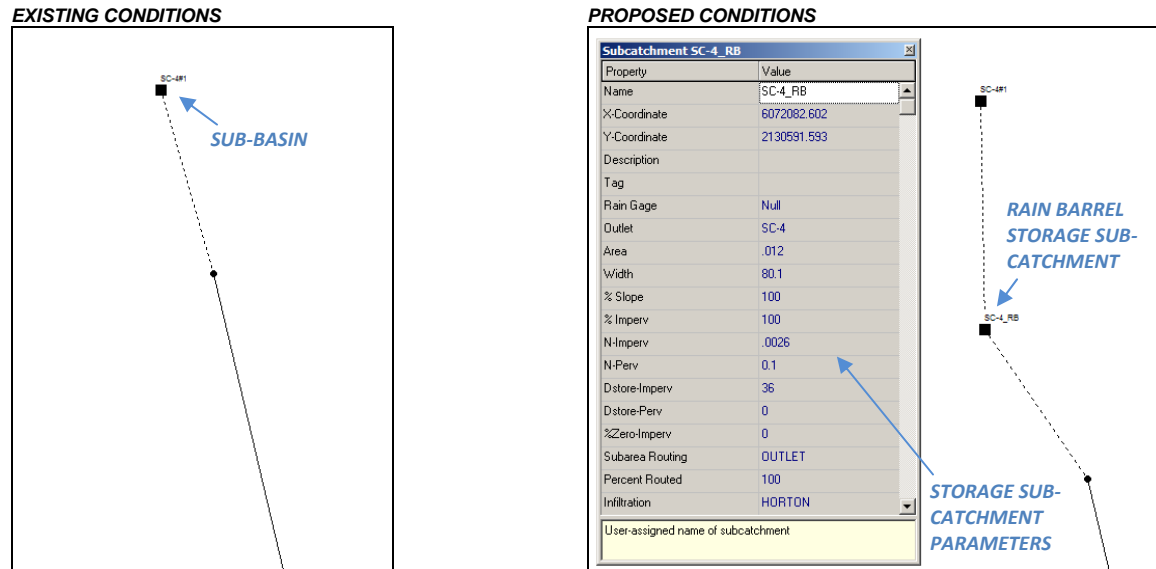 EXISTING CONDITIONS
SC-4#1
SUB-BASIN
PROPOSED CONDITIONS
Subcatchment SC-4_RB
Property Value
Name SC-4_RB
X-Coordinate 6072082.602
Y-Coordinate 2130591.593
Description
Tag
Rain Gage Null
Outlet SC-4
Area .012
Width 80.1
% Slope 100
% Imperv 100
N-Imperv .0026
N-Perv 0.1
Dstore-Imperv 36
Dstore-Perv 0
%Zero-Imperv 0
Subarea Routing OUTLET
Percent Routed 100
Infiltration HORTON
User-assigned name of subcatchment
SC-4#1
RAIN BARREL
STORAGE SUB-
CATCHMENT
SC-4_RB
STORAGE SUB-
CATCHMENT
PARAMETERS